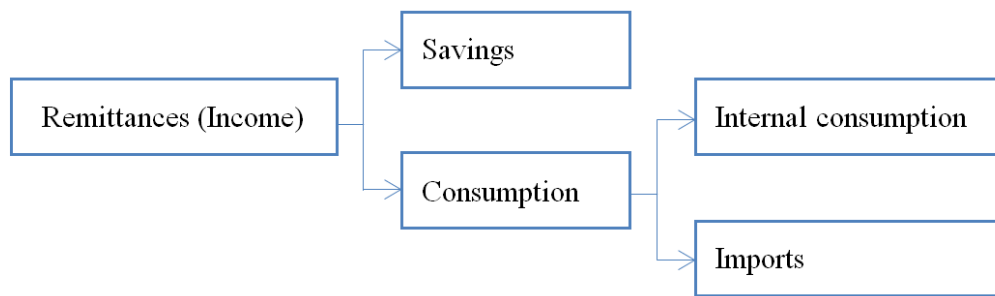 Savings
Remittances (Income)
Internal consumption
Consumption
Imports